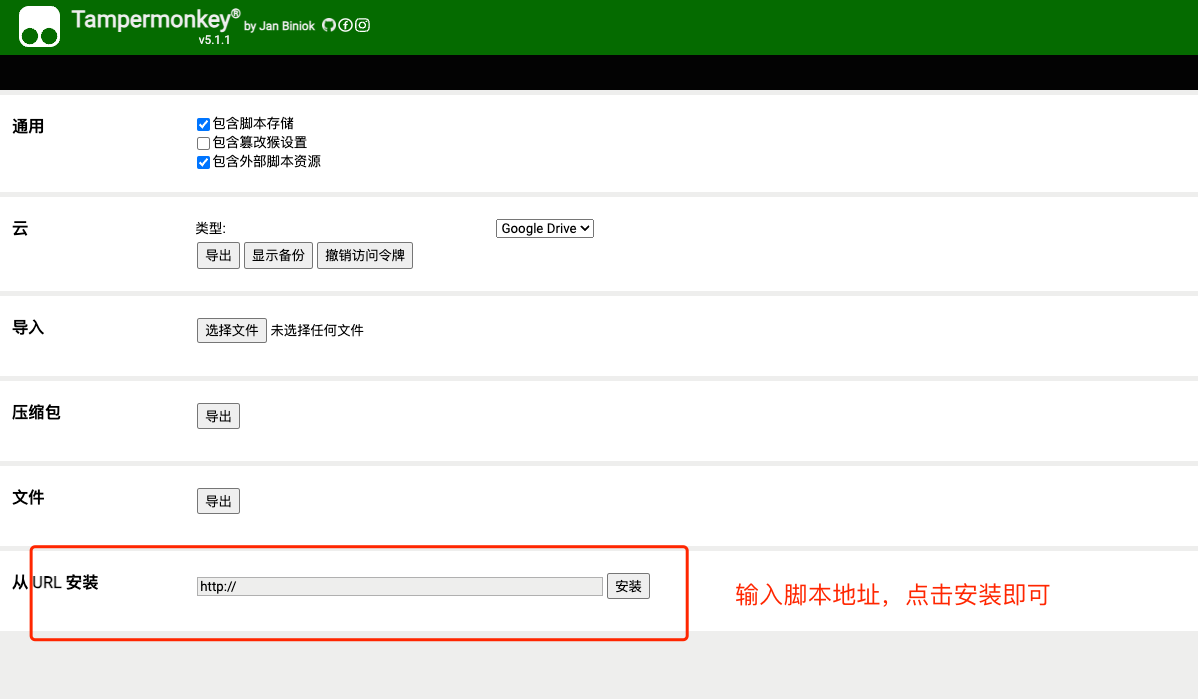 Tampermonkey® by Jan Biniok
v5.1.1
通用
包含脚本存储
包含篡改猴设置
包含外部脚本资源
云
类型:
Google Drive
导出 显示备份 撤销访问令牌
导入
选择文件 未选择任何文件
压缩包
导出
文件
导出
从 URL 安装
http://
安装
输入脚本地址，点击安装即可